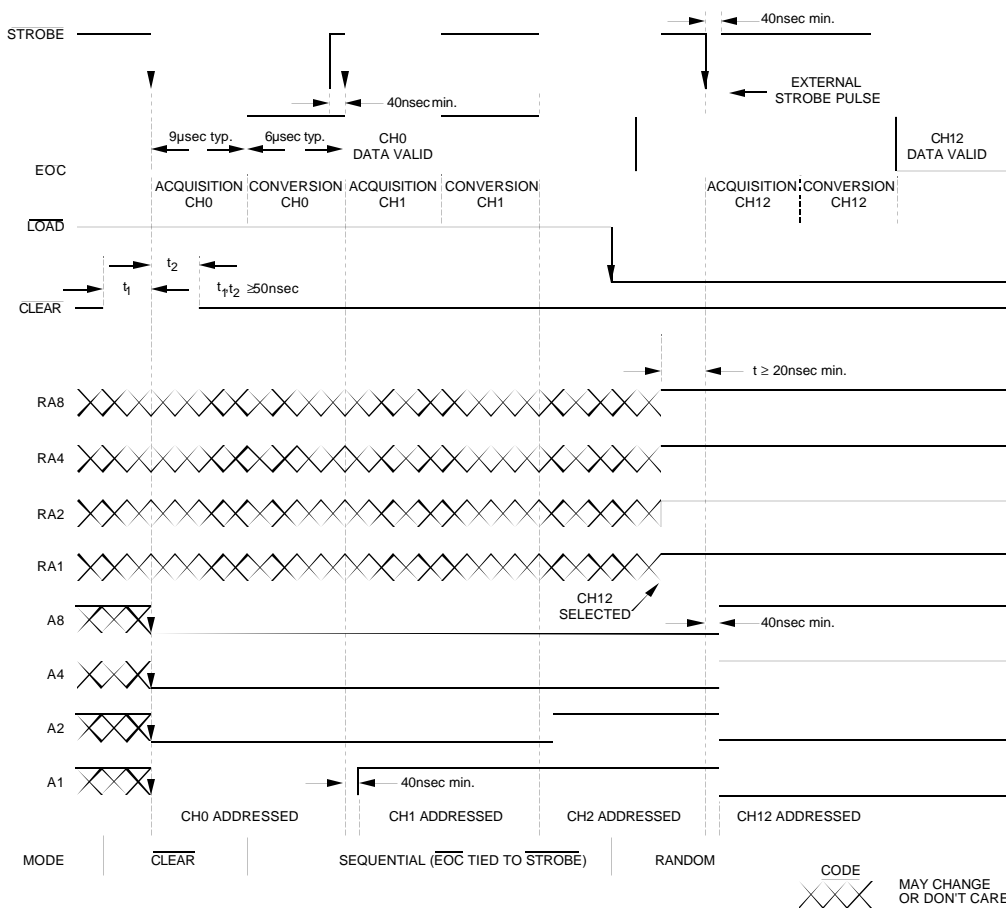 40nsec min.
STROBE
EXTERNAL
STROBE PULSE
40nsec min.
9µsec typ.
6µsec typ.
CH0
DATA VALID
CH12
DATA VALID
EOC
ACQUISITION
CH0
CONVERSION
CH0
ACQUISITION
CH1
CONVERSION
CH1
ACQUISITION
CH12
CONVERSION
CH12
LOAD
t2
t1
t1,t2 ≥50nsec
CLEAR
t ≥ 20nsec min.
RA8
RA4
RA2
RA1
CH12
SELECTED
A8
40nsec min.
A4
A2
A1
40nsec min.
CH0 ADDRESSED
CH1 ADDRESSED
CH2 ADDRESSED
CH12 ADDRESSED
MODE
CLEAR
SEQUENTIAL (EOC TIED TO STROBE)
RANDOM
CODE
MAY CHANGE
OR DON'T CARE